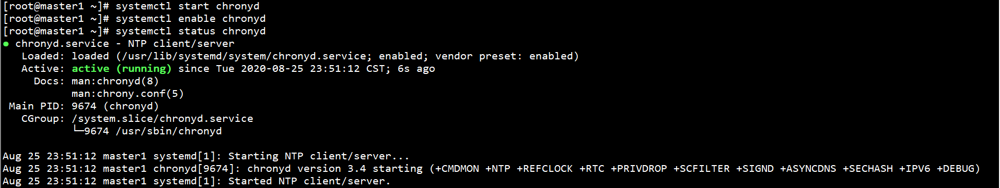 [root@master1 ~]# systemctl start chronyd
[root@master1 ~]# systemctl enable chronyd
[root@master1 ~]# systemctl status chronyd
● chronyd.service - NTP client/server
   Loaded: loaded (/usr/lib/systemd/system/chronyd.service; enabled; vendor preset: enabled)
   Active: active (running) since Tue 2020-08-25 23:51:12 CST; 6s ago
     Docs: man:chronyd(8)
           man:chrony.conf(5)
 Main PID: 9674 (chronyd)
   CGroup: /system.slice/chronyd.service
           └─9674 /usr/sbin/chronyd
Aug 25 23:51:12 master1 systemd[1]: Starting NTP client/server...
Aug 25 23:51:12 master1 chronyd[9674]: chronyd version 3.4 starting (+CMDMON +NTP +REFCLOCK +RTC +PRIVDROP +SCFILTER +SIGND +ASYNCDNS +SECHASH +IPV6 +DEBUG)
Aug 25 23:51:12 master1 systemd[1]: Started NTP client/server.